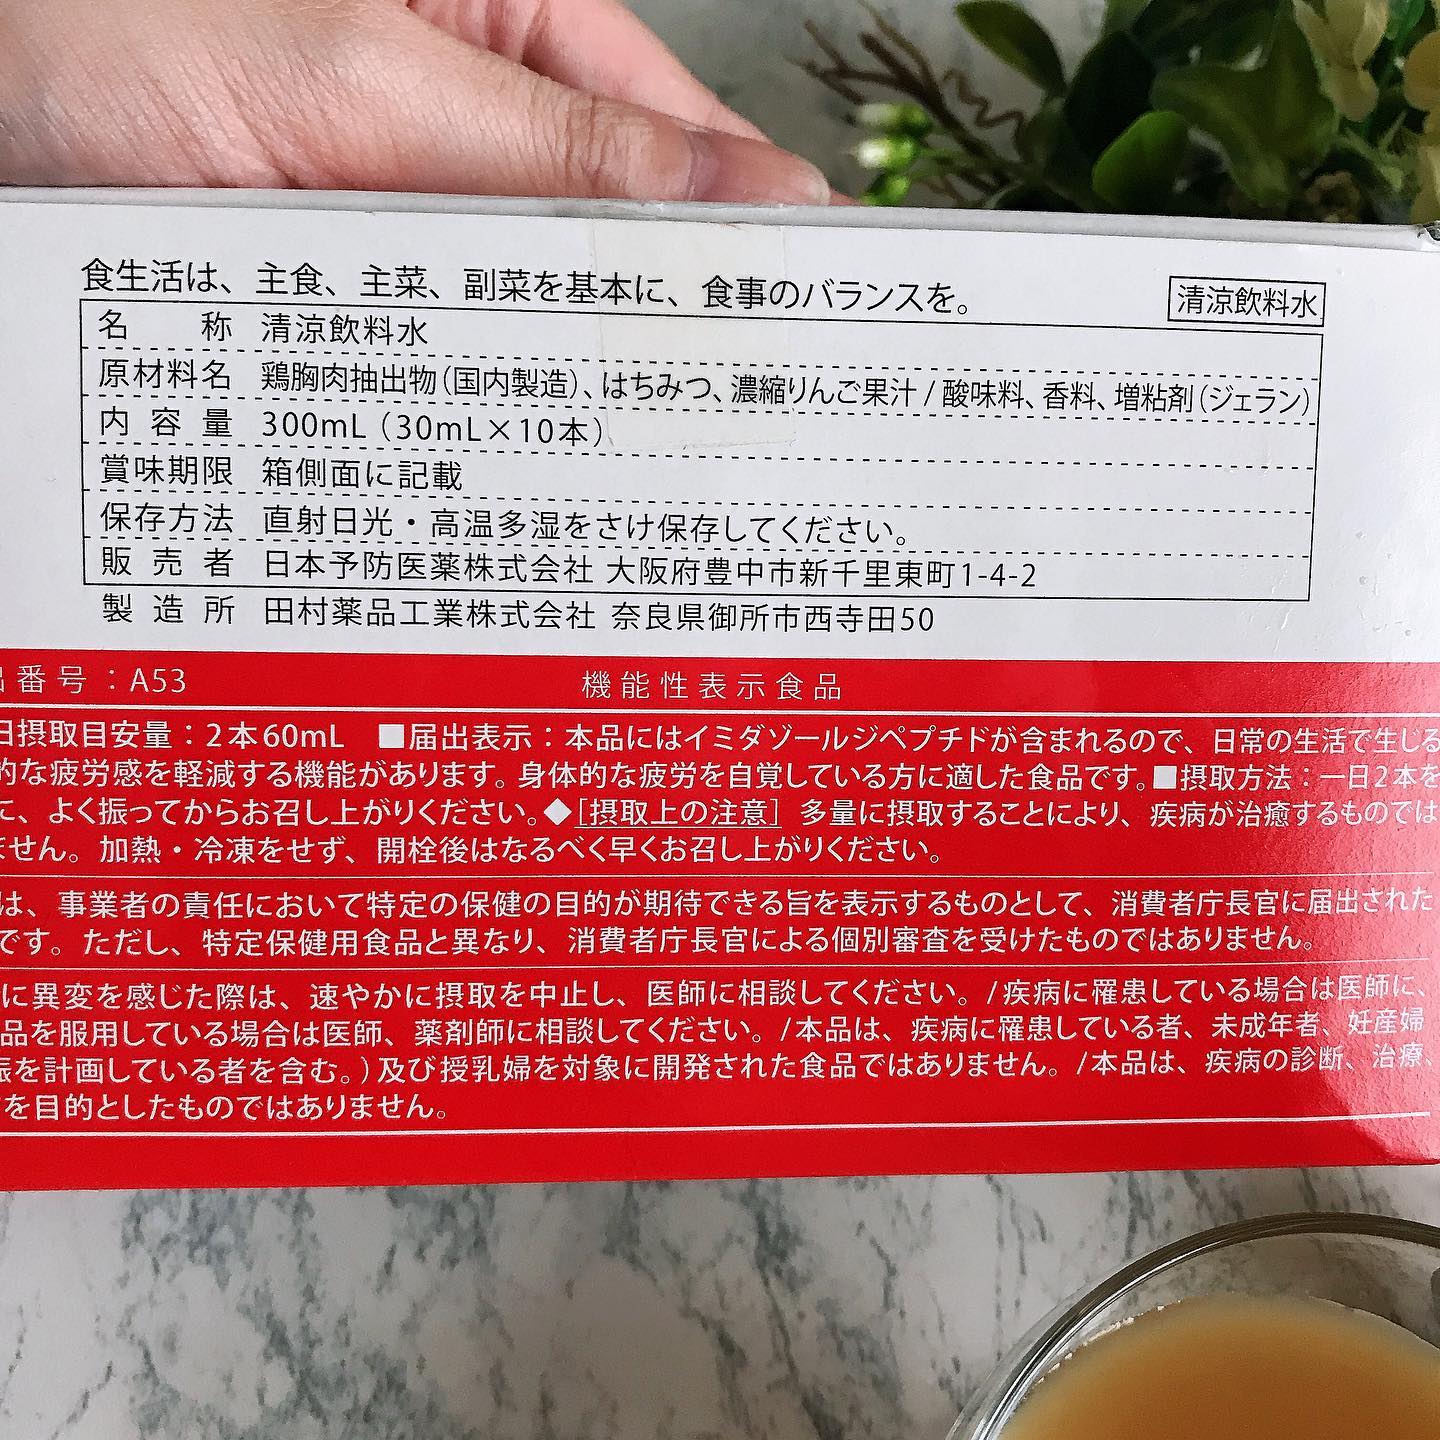 食生活は、主食、主菜、副菜を基本に、食事のバランスを。
清涼飲料水
名称 清涼飲料水
原材料名 鶏胸肉抽出物(国内製造)、はちみつ、濃縮りんご果汁/酸味料、香料、増粘剤(ジェラン)
内容量 300mL(30mL×10本)
賞味期限 箱側面に記載
保存方法 直射日光・高温多湿をさけ保存してください。
販売者 日本予防医薬株式会社 大阪府豊中市新千里東町1-4-2
製造所 田村薬品工業株式会社 奈良県御所市西寺田50
番号:A53
機能性表示食品
日摂取目安量:2本60mL ■届出表示:本品にはイミダゾールジペプチドが含まれるので、日常の生活で生じる
的な疲労感を軽減する機能があります。身体的な疲労を自覚している方に適した食品です。■摂取方法:一日2本を
に、よく振ってからお召し上がりください。◆[摂取上の注意] 多量に摂取することにより、疾病が治癒するものでは
ません。加熱・冷凍をせず、開栓後はなるべく早くお召し上がりください。
は、事業者の責任において特定の保健の目的が期待できる旨を表示するものとして、消費者庁長官に届出された
です。ただし、特定保健用食品と異なり、消費者庁長官による個別審査を受けたものではありません。
に異変を感じた際は、速やかに摂取を中止し、医師に相談してください。/疾病に罹患している場合は医師に、
品を服用している場合は医師、薬剤師に相談してください。/本品は、疾病に罹患している者、未成年者、妊産婦
を計画している者を含む。)及び授乳婦を対象に開発された食品ではありません。/本品は、疾病の診断、治療、
を目的としたものではありません。